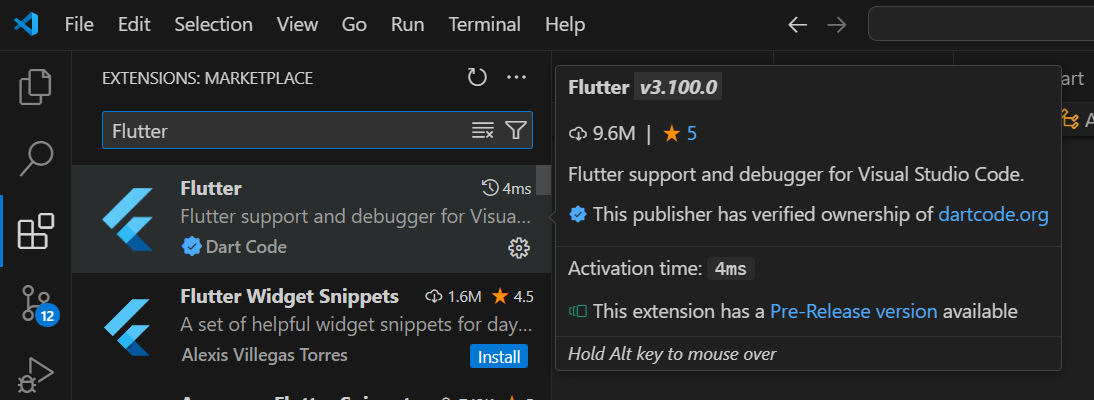 File Edit Selection View Go Run Terminal Help
EXTENSIONS: MARKETPLACE
Flutter
Flutter
4ms
Flutter support and debugger for Visua...
Dart Code
Flutter Widget Snippets
1.6M
4.5
A set of helpful widget snippets for day...
Alexis Villegas Torres
Install
12
Flutter v3.100.0
9.6M | 5
Flutter support and debugger for Visual Studio Code.
This publisher has verified ownership of dartcode.org
Activation time: 4ms
This extension has a Pre-Release version available
Hold Alt key to mouse over
art
A